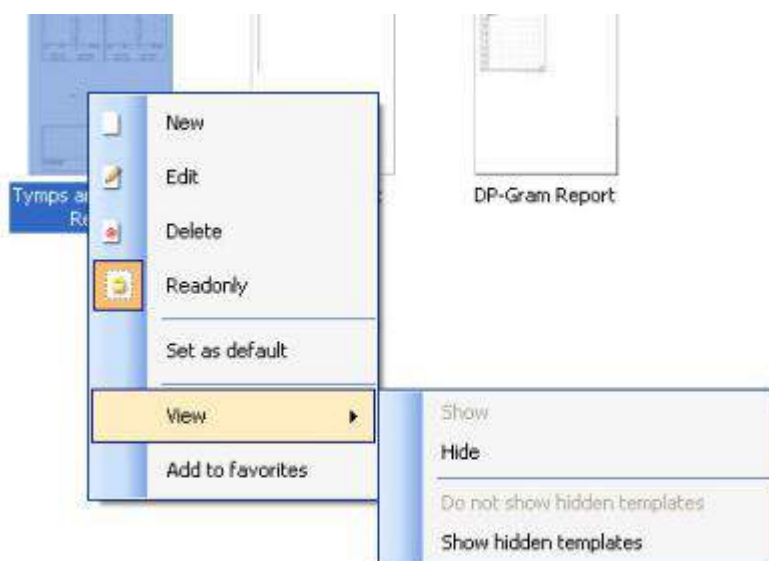 New
Edit
Tymps a
DP-Gram Report
Re
Delete
Readonly
Set as default
View
Show
Hide
Add to favorites
Do not show hidden templates
Show hidden templates